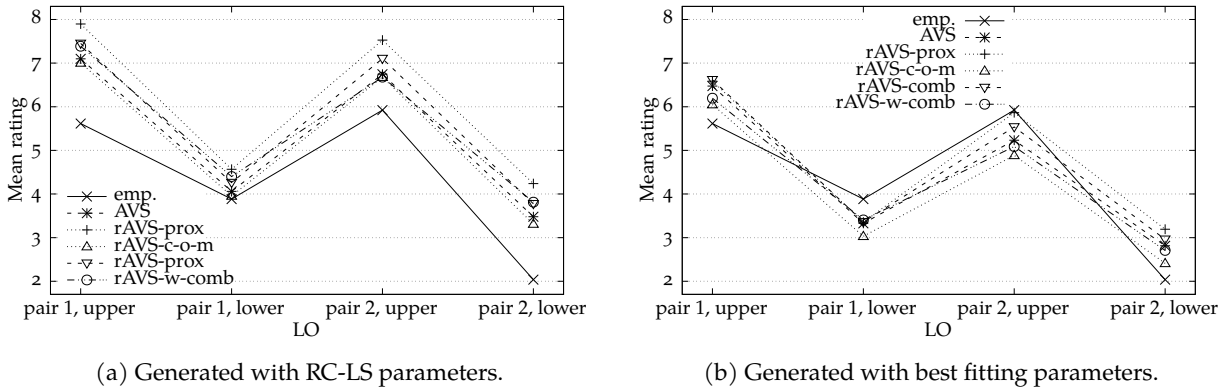 8
7
6
5
4
3
2
Mean rating
emp.
AVS
rAVS-prox
rAVS-c-o-m
rAVS-prox
rAVS-w-comb
pair 1, upper pair 1, lower pair 2, upper pair 2, lower
LO
(a) Generated with RC-LS parameters.
8
7
6
5
4
3
2
Mean rating
emp.
AVS
rAVS-prox
rAVS-c-o-m
rAVS-comb
rAVS-w-comb
pair 1, upper pair 1, lower pair 2, upper pair 2, lower
LO
(b) Generated with best fitting parameters.